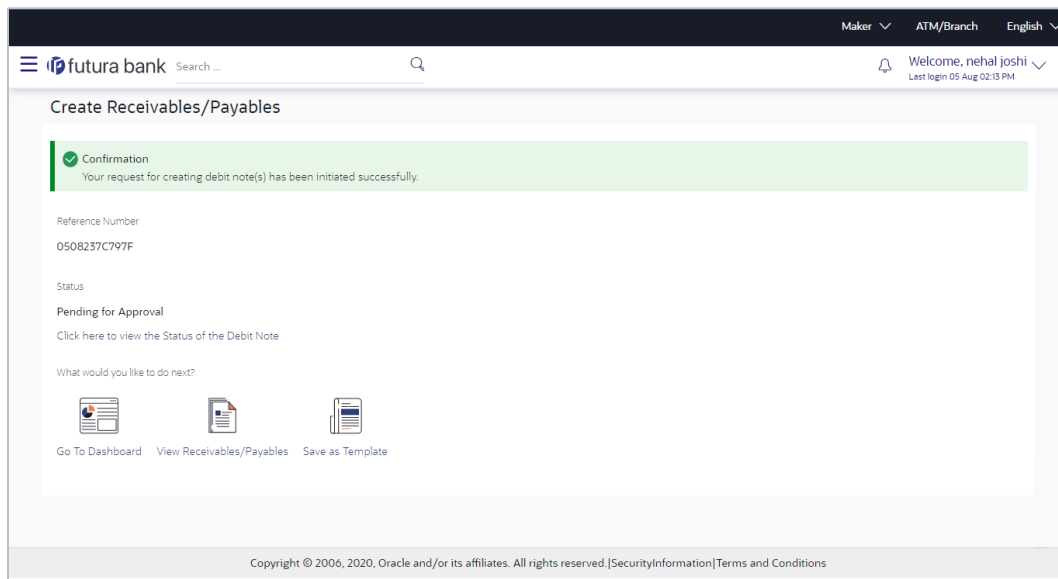 Maker ATM/Branch English
futura bank Search ... Welcome, nehal joshi
Last login 05 Aug 02:13 PM
Create Receivables/Payables
Confirmation
Your request for creating debit note(s) has been initiated successfully.
Reference Number
0508237C797F
Status
Pending for Approval
Click here to view the Status of the Debit Note
What would you like to do next?
Go To Dashboard View Receivables/Payables Save as Template
Copyright © 2006, 2020, Oracle and/or its affiliates. All rights reserved.|SecurityInformation|Terms and Conditions